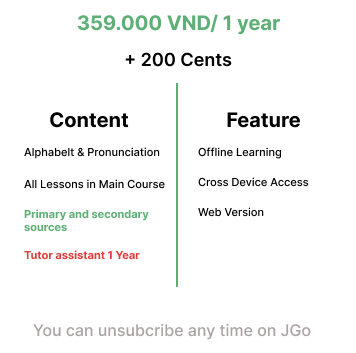 359.000 VND/ 1 year
+ 200 Cents
Content
Alphabelt & Pronunciation
All Lessons in Main Course
Primary and secondary
sources
Tutor assistant 1 Year
Feature
Offline Learning
Cross Device Access
Web Version
You can unsubcribe any time on JGo